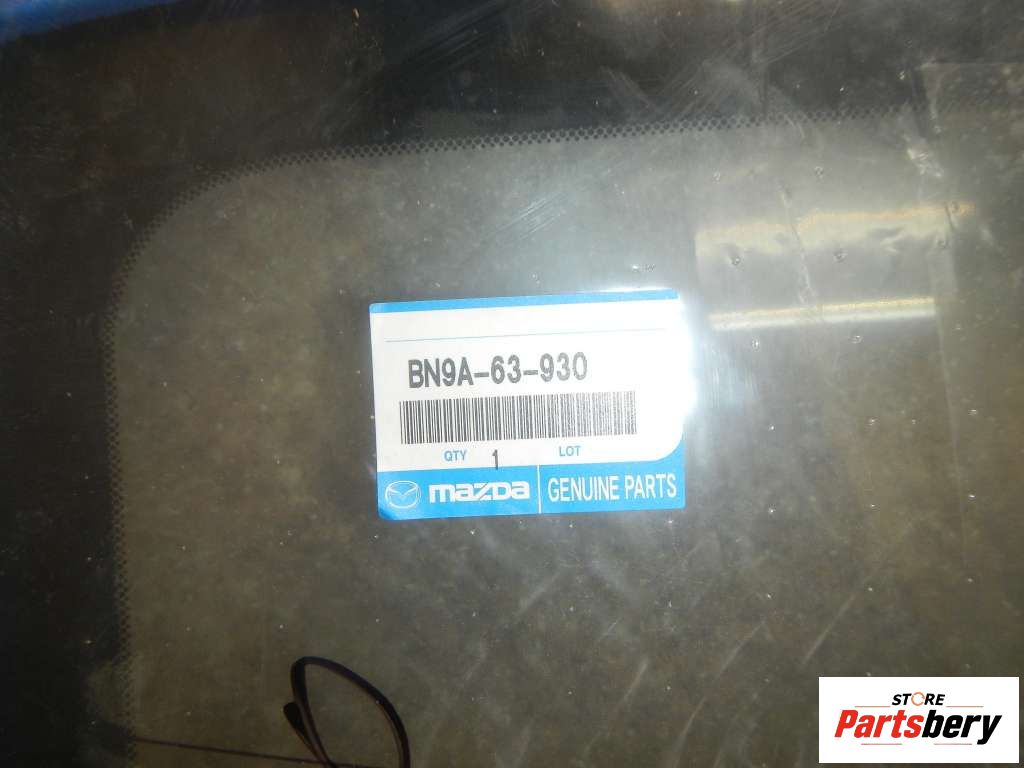 BN9A-63-930
QTY 1 LOT
mazda GENUINE PARTS
STORE
Partsbery